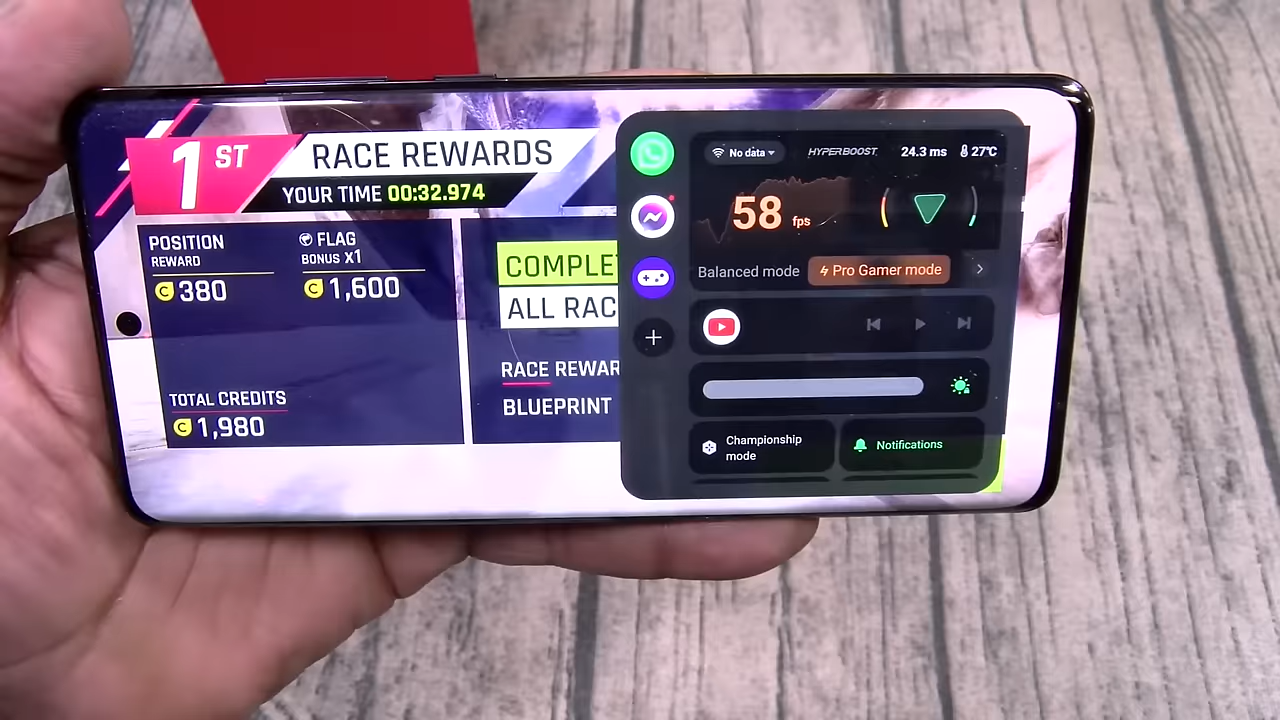 1 ST
RACE REWARDS
YOUR TIME 00:32.974
POSITION
REWARD
380
FLAG
BONUS X1
1,600
TOTAL CREDITS
1,980
COMPLE
ALL RAC
RACE REWAR
BLUEPRINT
No data
HYPERBOOST
24.3 ms
27°C
58 fps
Balanced mode
Pro Gamer mode
Championship
mode
Notifications